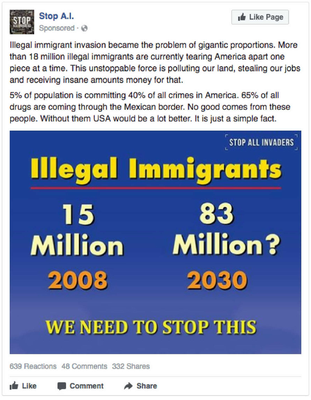 STOP
Stop A.I.
Sponsored ·
Like Page
Illegal immigrant invasion became the problem of gigantic proportions. More
than 18 million illegal immigrants are currently tearing America apart one
piece at a time. This unstoppable force is polluting our land, stealing our jobs
and receiving insane amounts money for that.
5% of population is committing 40% of all crimes in America. 65% of all
drugs are coming through the Mexican border. No good comes from these
people. Without them USA would be a lot better. It is just a simple fact.
STOP ALL INVADERS
Illegal Immigrants
15 83
Million Million?
2008 2030
WE NEED TO STOP THIS
639 Reactions 48 Comments 332 Shares
Like Comment Share